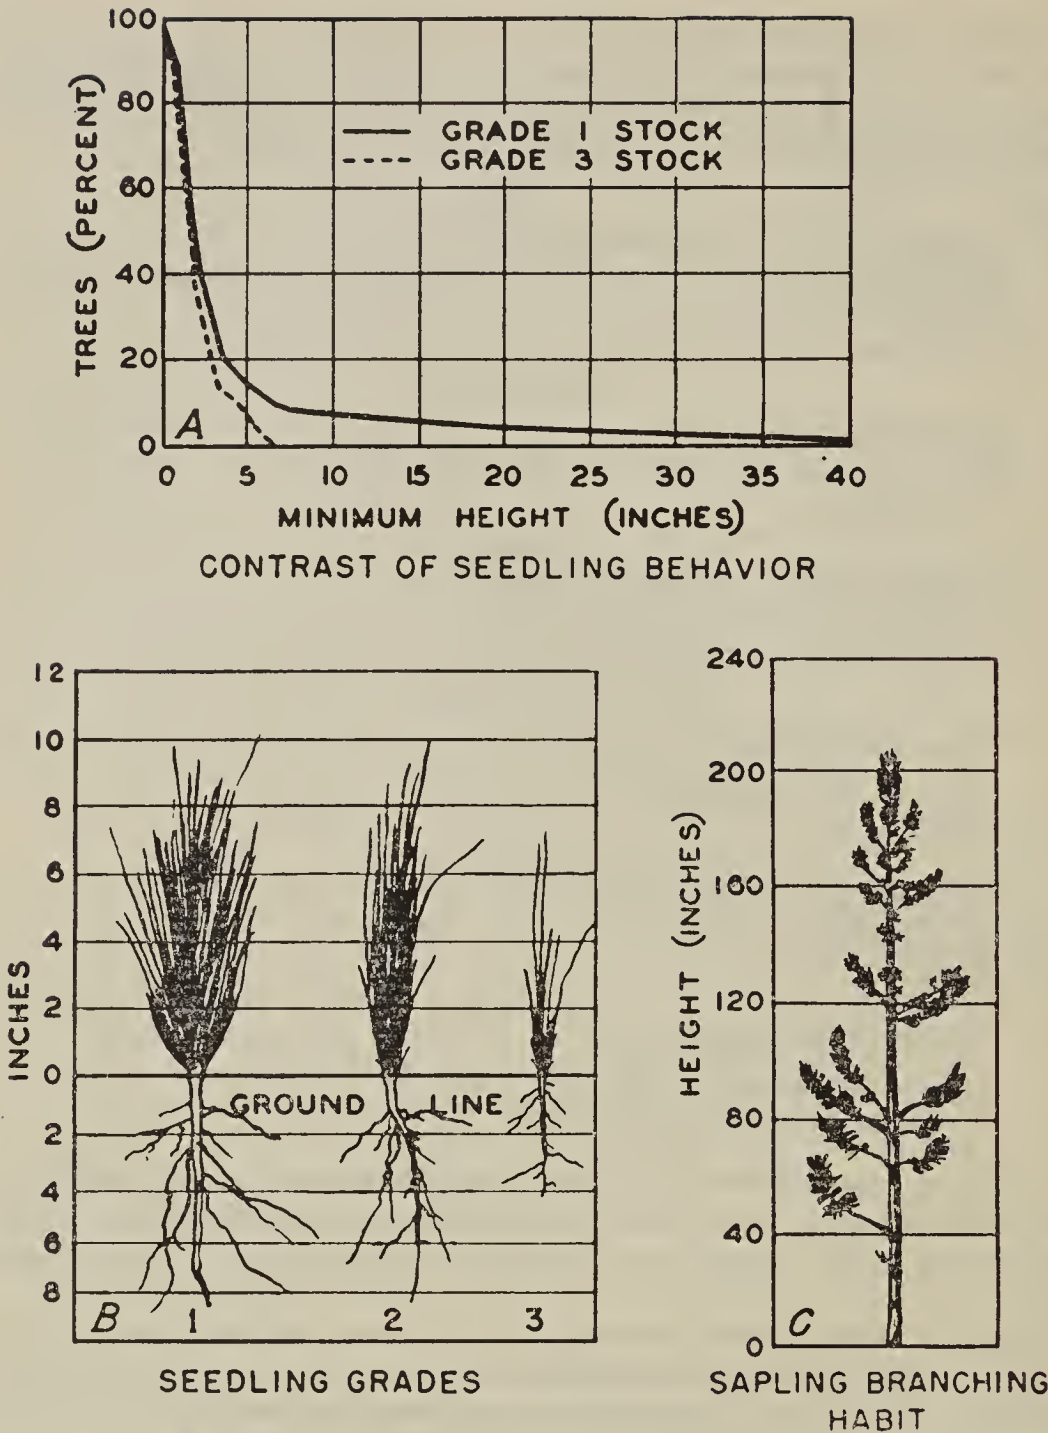 100
80
60
40
20
0
TREES (PERCENT)
GRADE 1 STOCK
GRADE 3 STOCK
A
0 5 10 15 20 25 30 35 40
MINIMUM HEIGHT (INCHES)
CONTRAST OF SEEDLING BEHAVIOR
12
10
8
6
4
2
0
2
4
6
8
INCHES
GROUND LINE
B 1 2 3
SEEDLING GRADES
240
200
160
120
80
40
0
HEIGHT (INCHES)
C
SAPLING BRANCHING
HABIT